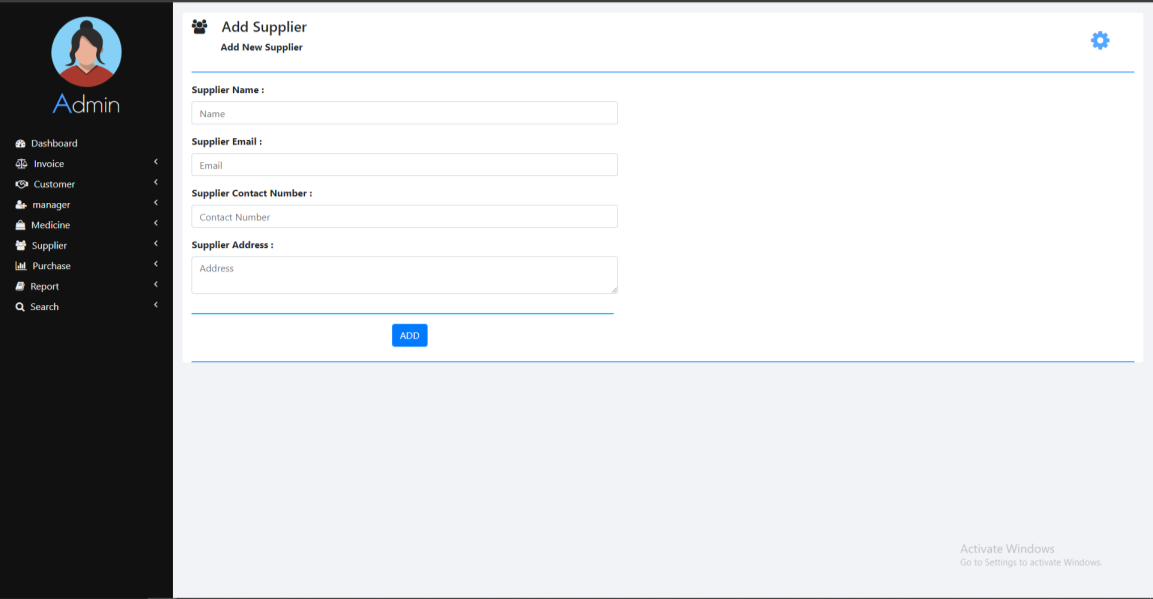 Admin
Dashboard
Invoice
Customer
manager
Medicine
Supplier
Purchase
Report
Search
Add Supplier
Add New Supplier
Supplier Name :
Name
Supplier Email :
Email
Supplier Contact Number :
Contact Number
Supplier Address :
Address
ADD
Activate Windows
Go to Settings to activate Windows.